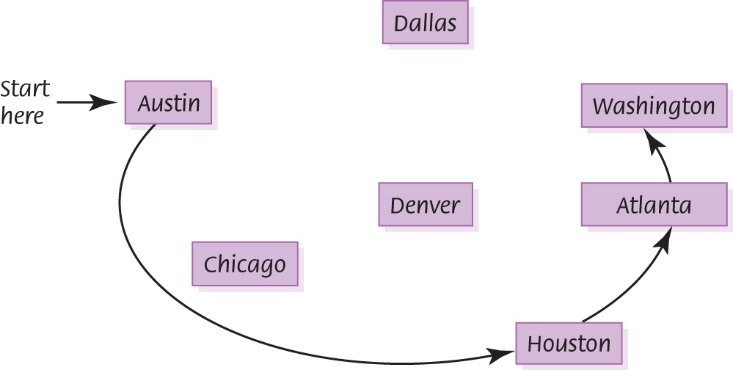 Dallas
Start
here
Austin
Washington
Denver
Atlanta
Chicago
Houston